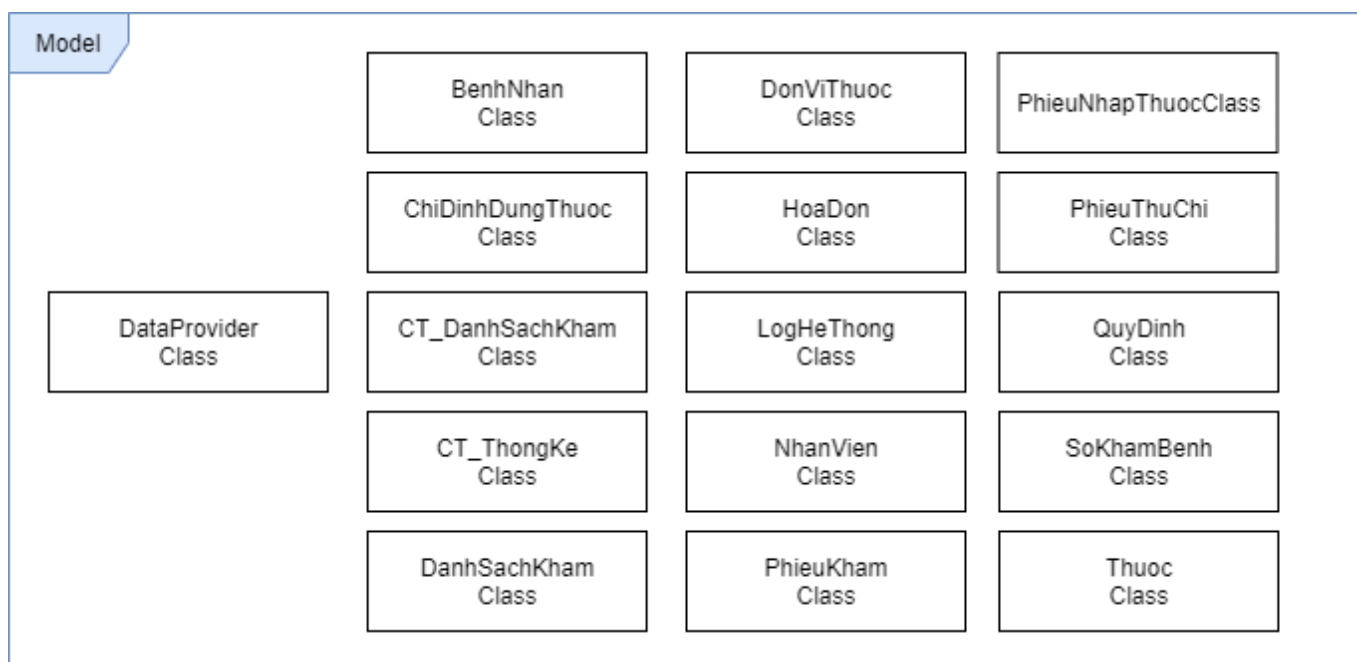 Model
BenhNhan
Class
DonViThuoc
Class
PhieuNhapThuocClass
ChiDinhDungThuoc
Class
HoaDon
Class
PhieuThuChi
Class
DataProvider
Class
CT_DanhSachKham
Class
LogHeThong
Class
QuyDinh
Class
CT_ThongKe
Class
NhanVien
Class
SoKhamBenh
Class
DanhSachKham
Class
PhieuKham
Class
Thuoc
Class